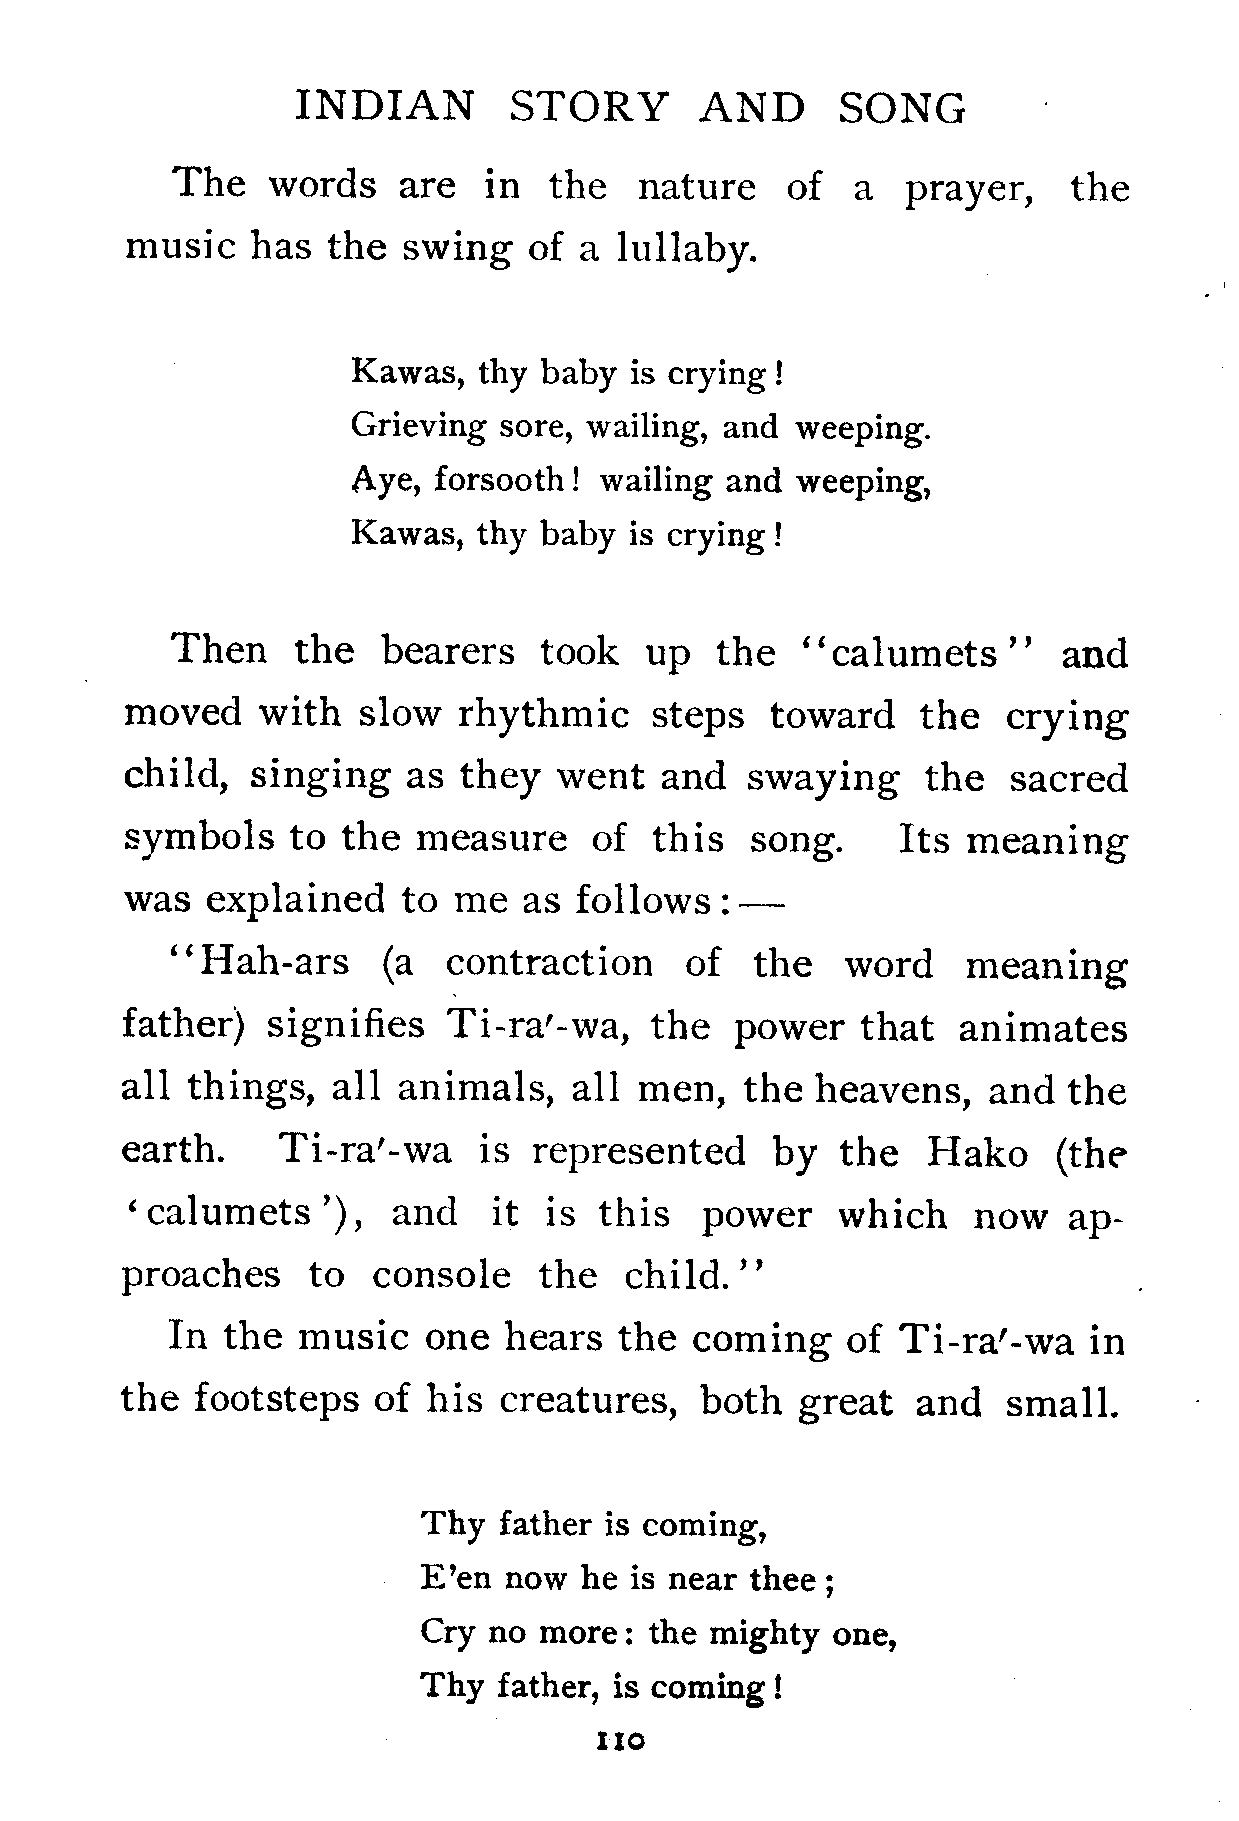 INDIAN STORY AND SONG
The words are in the nature of a prayer, the
music has the swing of a lullaby.
Kawas, thy baby is crying!
Grieving sore, wailing, and weeping.
Aye, forsooth! wailing and weeping,
Kawas, thy baby is crying!
Then the bearers took up the "calumets" and
moved with slow rhythmic steps toward the crying
child, singing as they went and swaying the sacred
symbols to the measure of this song. Its meaning
was explained to me as follows:—
"Hah-ars (a contraction of the word meaning
father) signifies Ti-ra'-wa, the power that animates
all things, all animals, all men, the heavens, and the
earth. Ti-ra'-wa is represented by the Hako (the
'calumets'), and it is this power which now ap-
proaches to console the child."
In the music one hears the coming of Ti-ra'-wa in
the footsteps of his creatures, both great and small.
Thy father is coming,
E'en now he is near thee;
Cry no more: the mighty one,
Thy father, is coming!
110